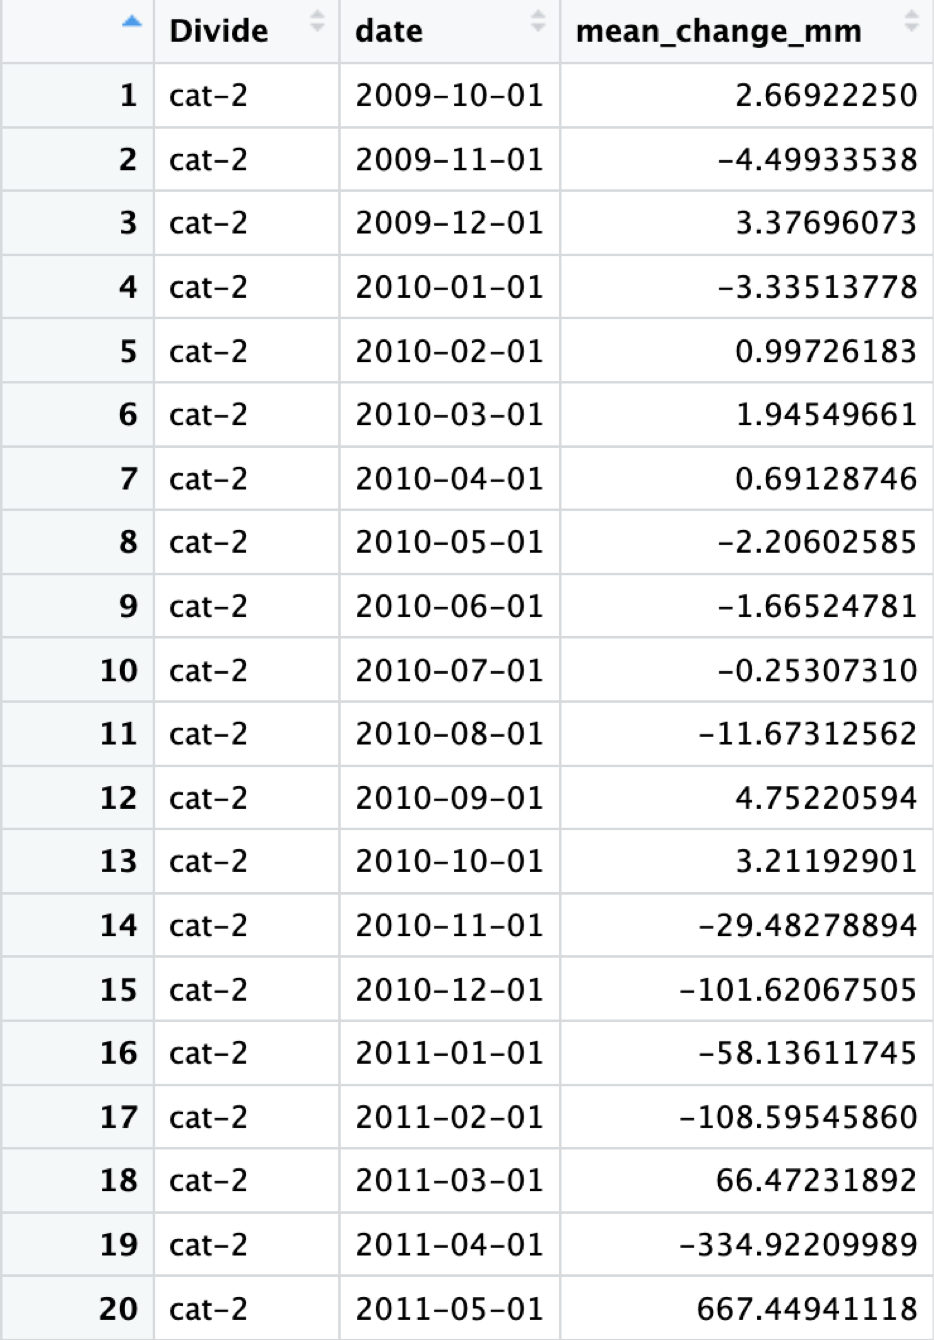 Divide date mean_change_mm
1 cat-2 2009-10-01 2.66922250
2 cat-2 2009-11-01 -4.49933538
3 cat-2 2009-12-01 3.37696073
4 cat-2 2010-01-01 -3.33513778
5 cat-2 2010-02-01 0.99726183
6 cat-2 2010-03-01 1.94549661
7 cat-2 2010-04-01 0.69128746
8 cat-2 2010-05-01 -2.20602585
9 cat-2 2010-06-01 -1.66524781
10 cat-2 2010-07-01 -0.25307310
11 cat-2 2010-08-01 -11.67312562
12 cat-2 2010-09-01 4.75220594
13 cat-2 2010-10-01 3.21192901
14 cat-2 2010-11-01 -29.48278894
15 cat-2 2010-12-01 -101.62067505
16 cat-2 2011-01-01 -58.13611745
17 cat-2 2011-02-01 -108.59545860
18 cat-2 2011-03-01 66.47231892
19 cat-2 2011-04-01 -334.92209989
20 cat-2 2011-05-01 667.44941118